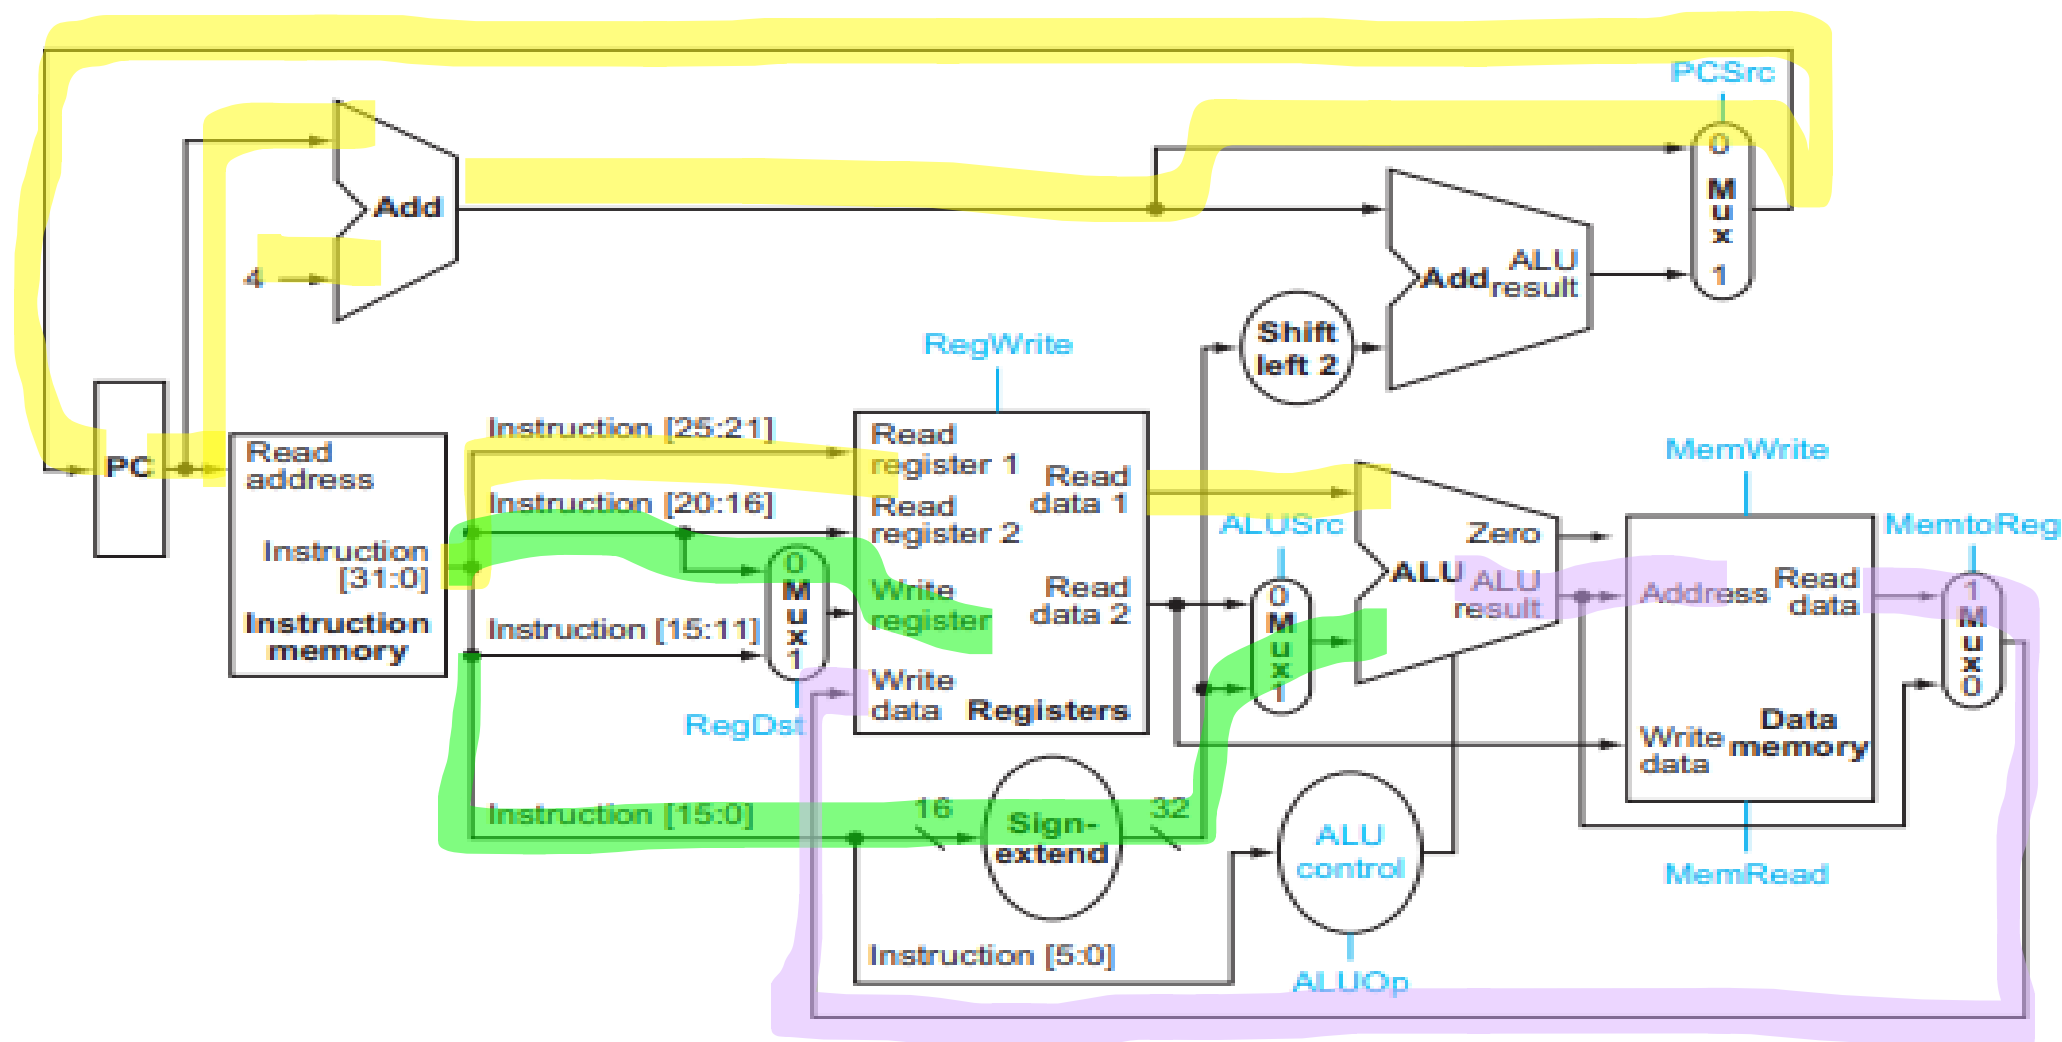 PCSrc
0
M
u
x
1
Add
4
Add
ALU
result
Shift
left 2
RegWrite
PC
Read
address
Instruction
[31:0]
Instruction
memory
Instruction [25:21]
Instruction [20:16]
Instruction [15:11]
Instruction [15:0]
0
M
u
x
1
RegDst
Read
register 1
Read
register 2
Write
register
Write
data
Read
data 1
Read
data 2
Registers
16
Sign-
extend
32
Instruction [5:0]
ALUSrc
0
M
u
x
1
ALU
Zero
ALU
result
ALU
control
ALUOp
MemWrite
Address
Read
data
Write
data
Data
memory
MemRead
MemtoReg
1
M
u
x
0